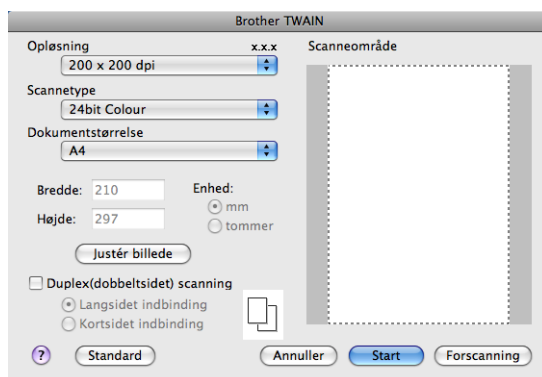 Brother TWAIN
Opløsning x.x.x
200 x 200 dpi
Scannetype
24bit Colour
Dokumentstørrelse
A4
Bredde: 210
Højde: 297
Enhed:
mm
tommer
Justér billede
Duplex(dobbeltsidet) scanning
Langsidet indbinding
Kortsidet indbinding
Scanneområde
? Standard Annuller Start Forscanning